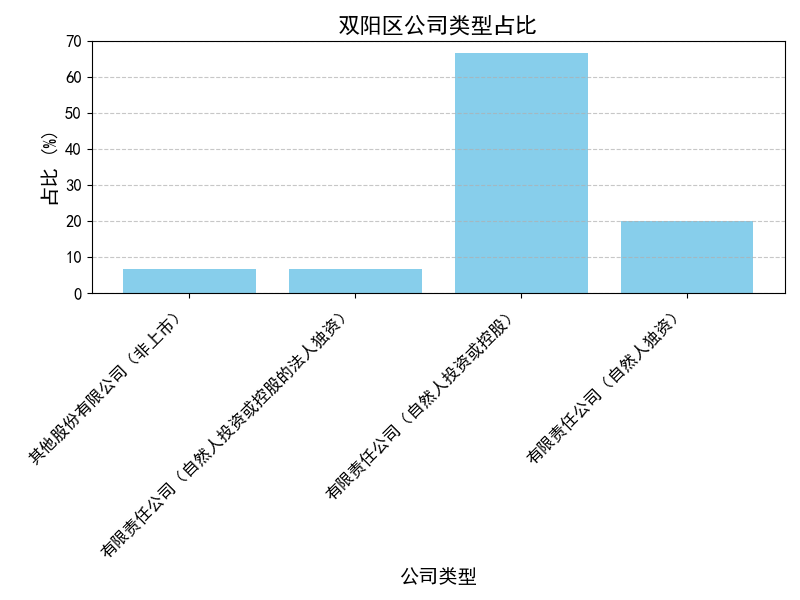 双阳区公司类型占比
占比 (%)
70
60
50
40
30
20
10
0
其他股份有限公司（非上市）
有限责任公司（自然人投资或控股的法人独资）
有限责任公司（自然人投资或控股）
有限责任公司（自然人独资）
公司类型